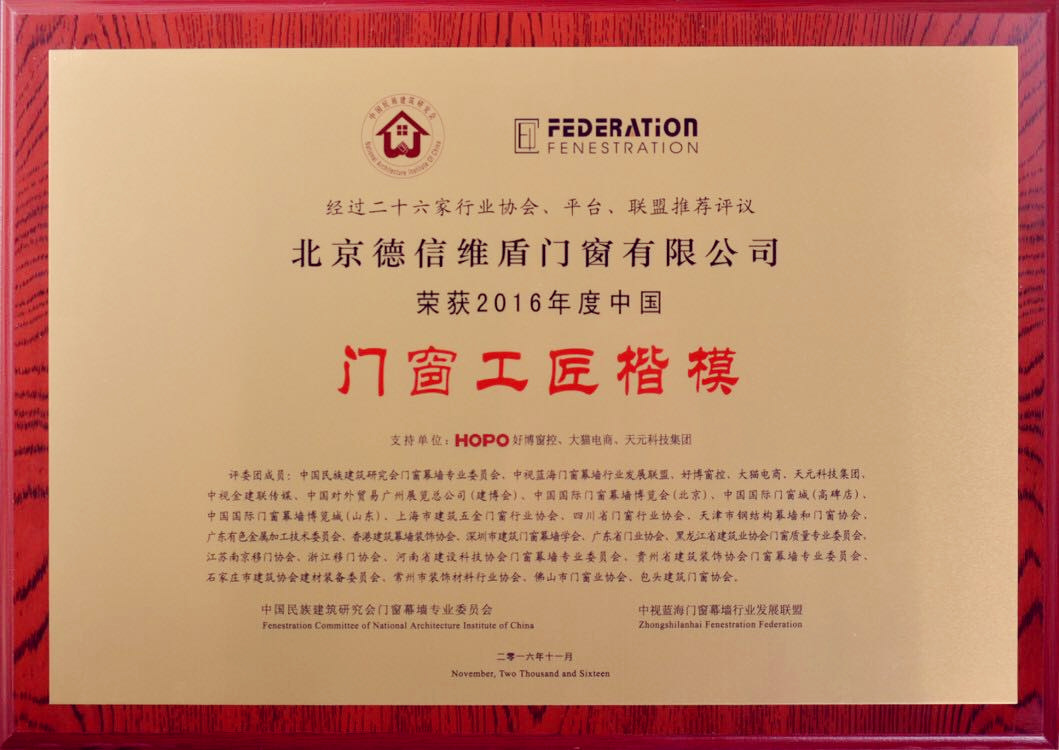 中国民族建筑研究会
National Architecture Institute Of China
FEDERATiON
FENESTRATION
经过二十六家行业协会、平台、联盟推荐评议
北京德信维盾门窗有限公司
荣获2016年度中国
门窗工匠楷模
支持单位：HOPO好博窗控、大猫电商、天元科技集团
评委团成员：中国民族建筑研究会门窗幕墙专业委员会、中视蓝海门窗幕墙行业发展联盟、好博窗控、大猫电商、天元科技集团、
中视金建联传媒、中国对外贸易广州展览总公司(建博会)、中国国际门窗幕墙博览会(北京)、中国国际门窗城(高碑店)、
中国国际门窗幕墙博览城(山东)、上海市建筑五金门窗行业协会、四川省门窗行业协会、天津市钢结构幕墙和门窗协会、
广东有色金属加工技术委员会、香港建筑幕墙装饰协会、深圳市建筑门窗幕墙学会、广东省门业协会、黑龙江省建筑业协会门窗质量专业委员会、
江苏南京移门协会、浙江移门协会、河南省建设科技协会门窗幕墙专业委员会、贵州省建筑装饰协会门窗幕墙专业委员会、
石家庄市建筑协会建材装备委员会、常州市装饰材料行业协会、佛山市门窗业协会、包头建筑门窗协会。
中国民族建筑研究会门窗幕墙专业委员会
Fenestration Committee of National Architecture Institute of China
中视蓝海门窗幕墙行业发展联盟
Zhongshilanhai Fenestration Federation
二零一六年十一月
November, Two Thousand and Sixteen